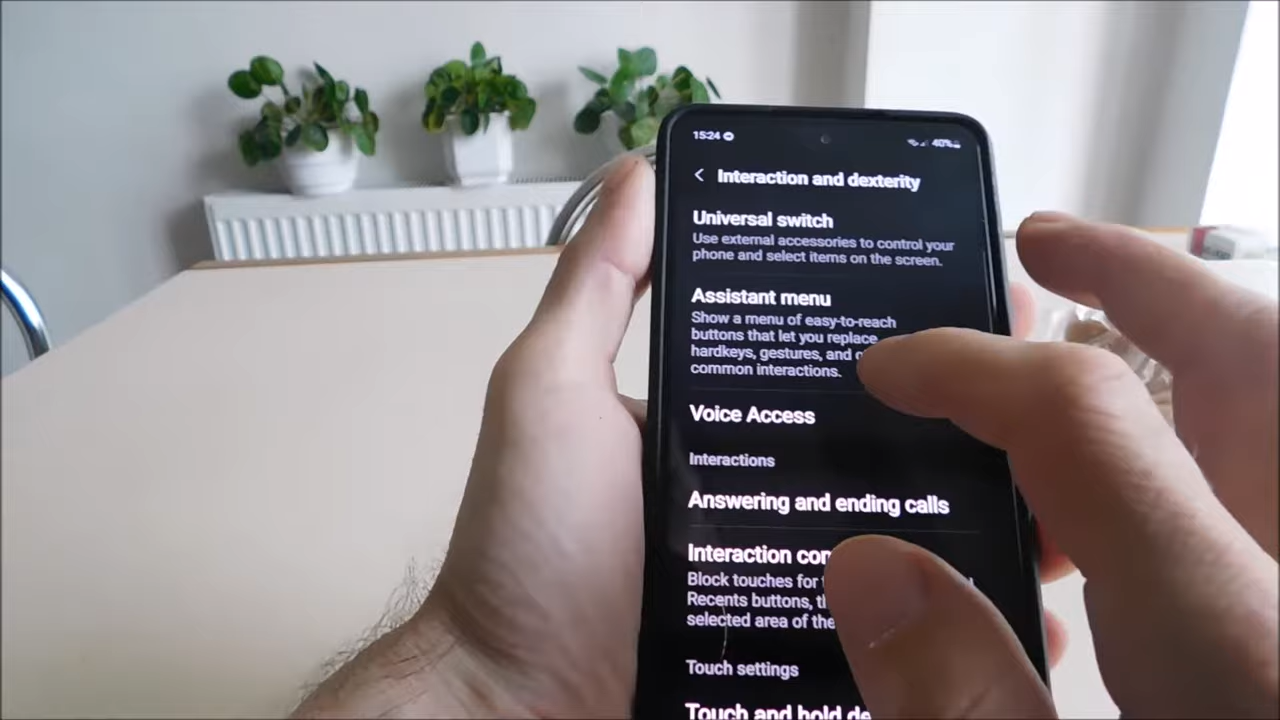 15:24
40%
Interaction and dexterity
Universal switch
Use external accessories to control your
phone and select items on the screen.
Assistant menu
Show a menu of easy-to-reach
buttons that let you replace
hardkeys, gestures, and
common interactions.
Voice Access
Interactions
Answering and ending calls
Interaction
Block touches for
Recents buttons,
selected area of the
Touch settings
Touch and hold